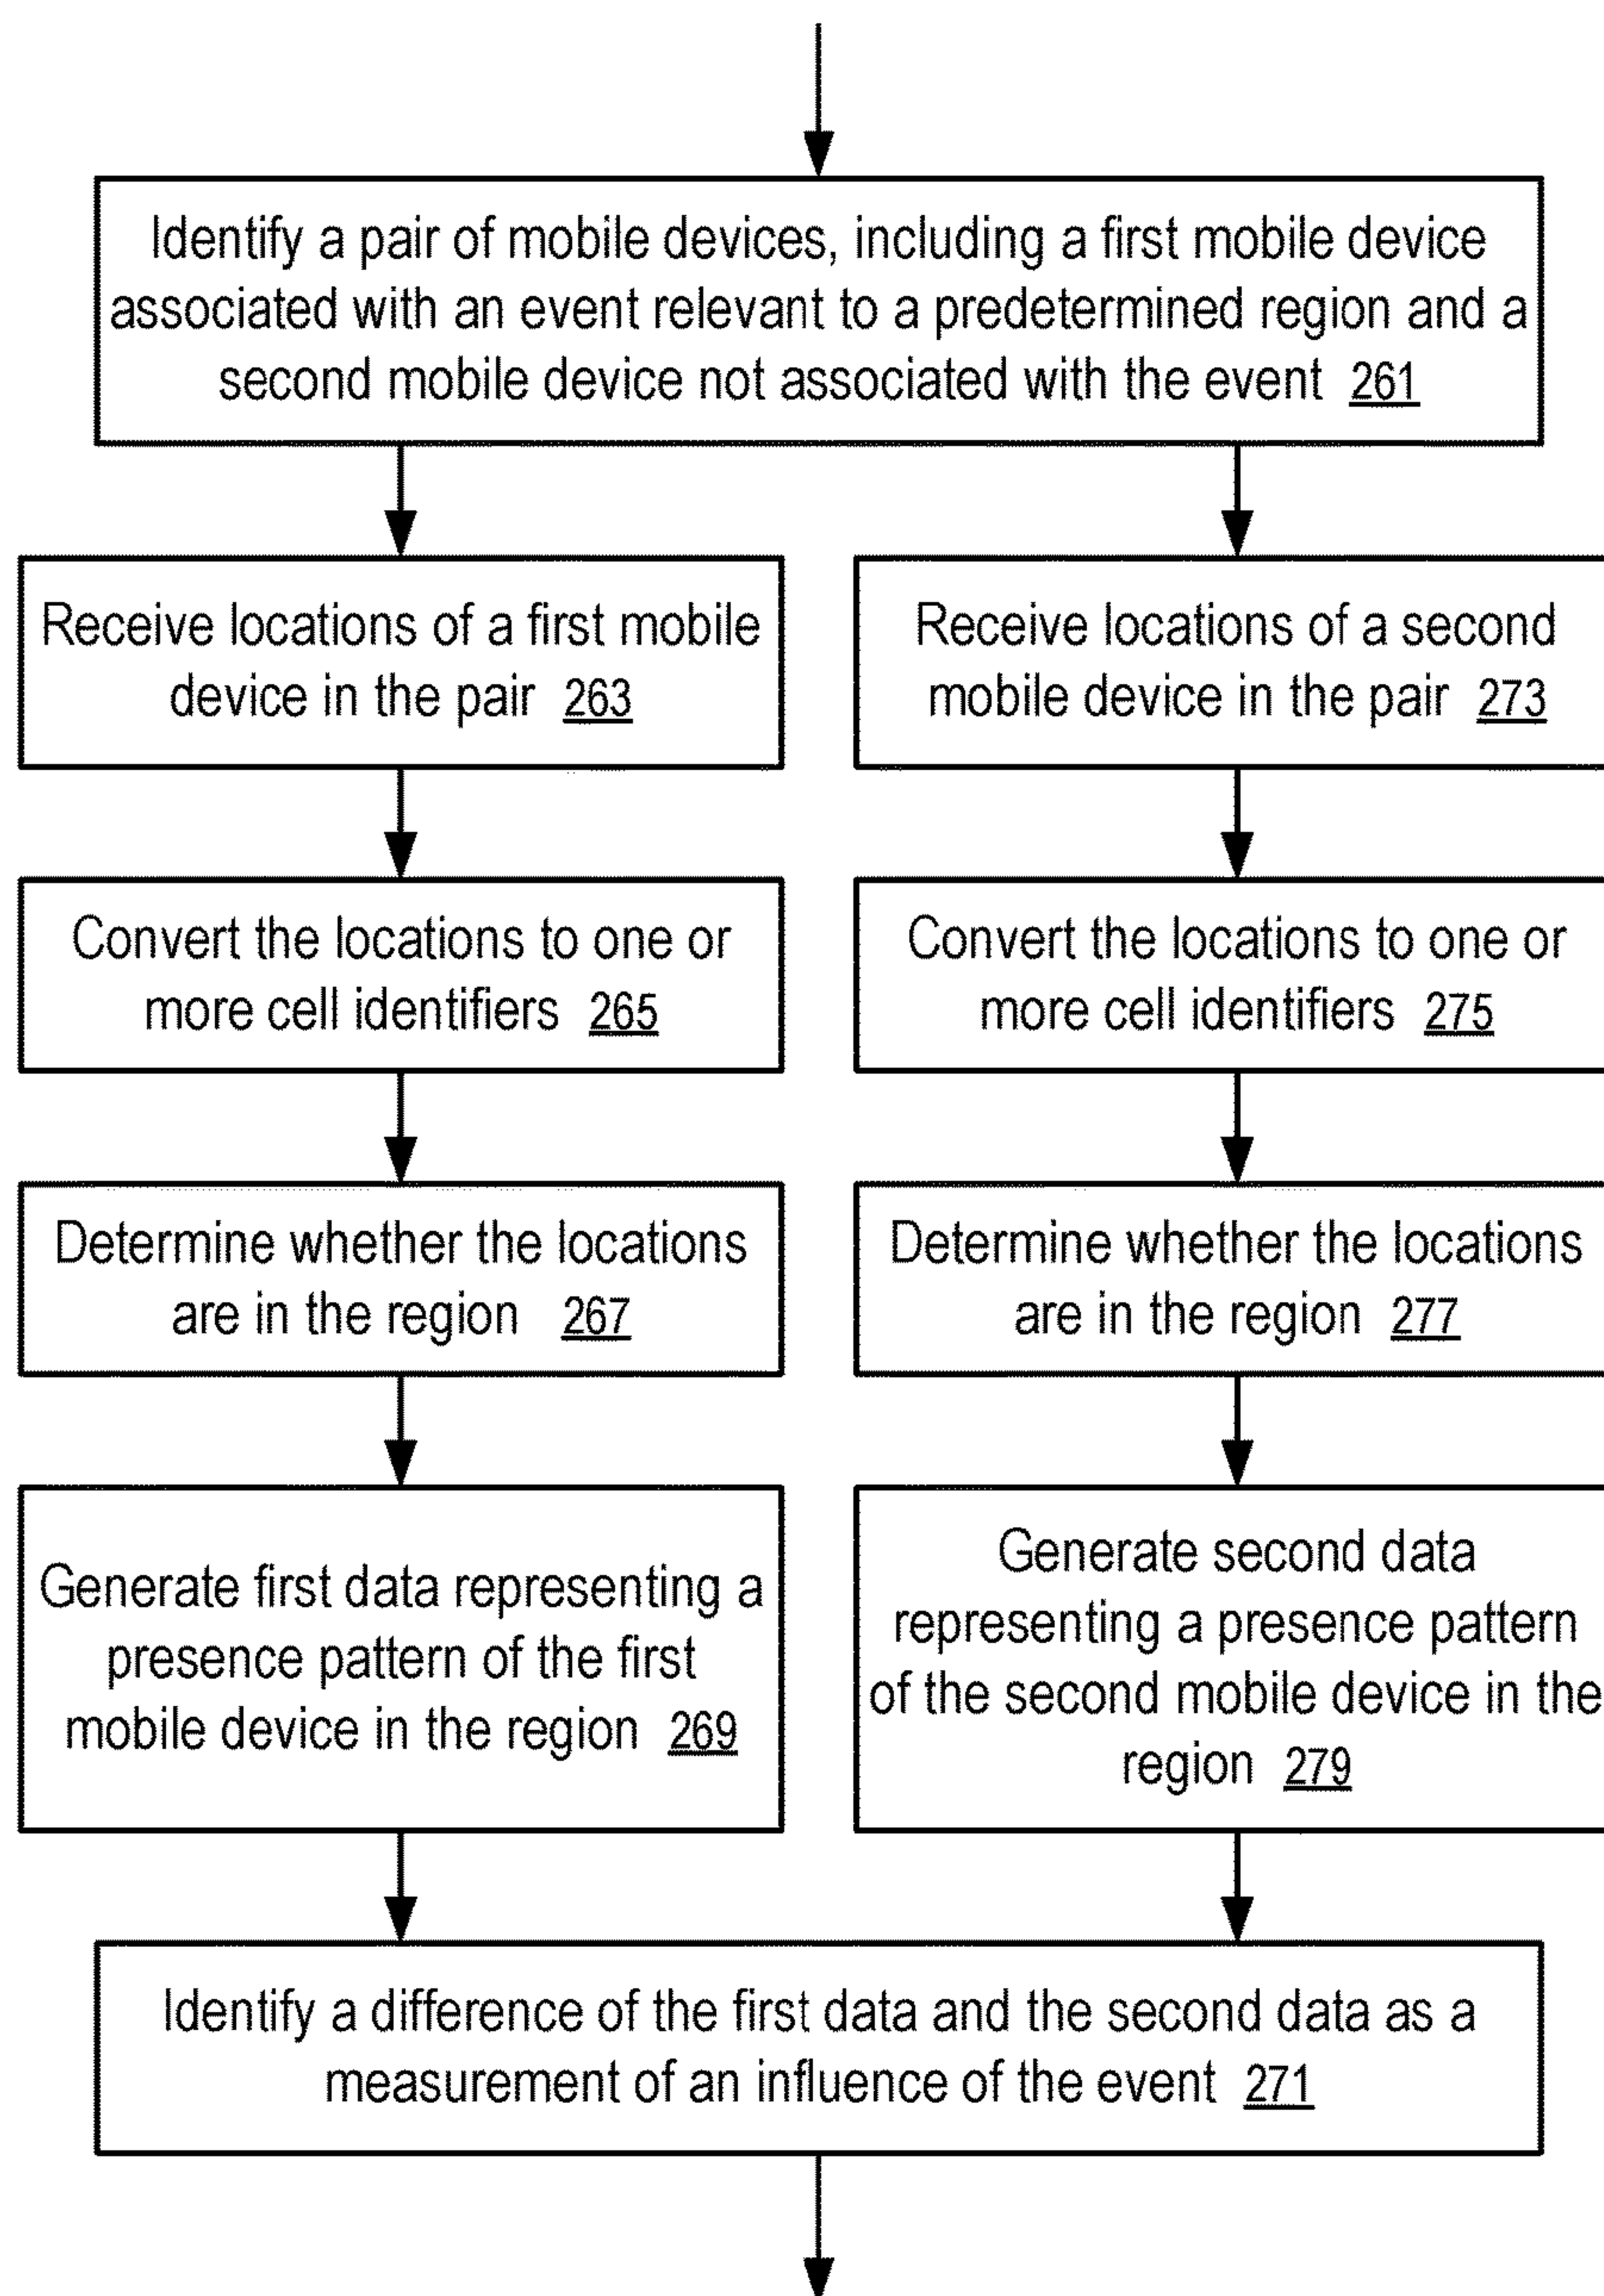 Identify a pair of mobile devices, including a first mobile device
associated with an event relevant to a predetermined region and a
second mobile device not associated with the event 261
Receive locations of a first mobile
device in the pair 263
Receive locations of a second
mobile device in the pair 273
Convert the locations to one or
more cell identifiers 265
Convert the locations to one or
more cell identifiers 275
Determine whether the locations
are in the region 267
Determine whether the locations
are in the region 277
Generate first data representing a
presence pattern of the first
mobile device in the region 269
Generate second data
representing a presence pattern
of the second mobile device in the
region 279
Identify a difference of the first data and the second data as a
measurement of an influence of the event 271